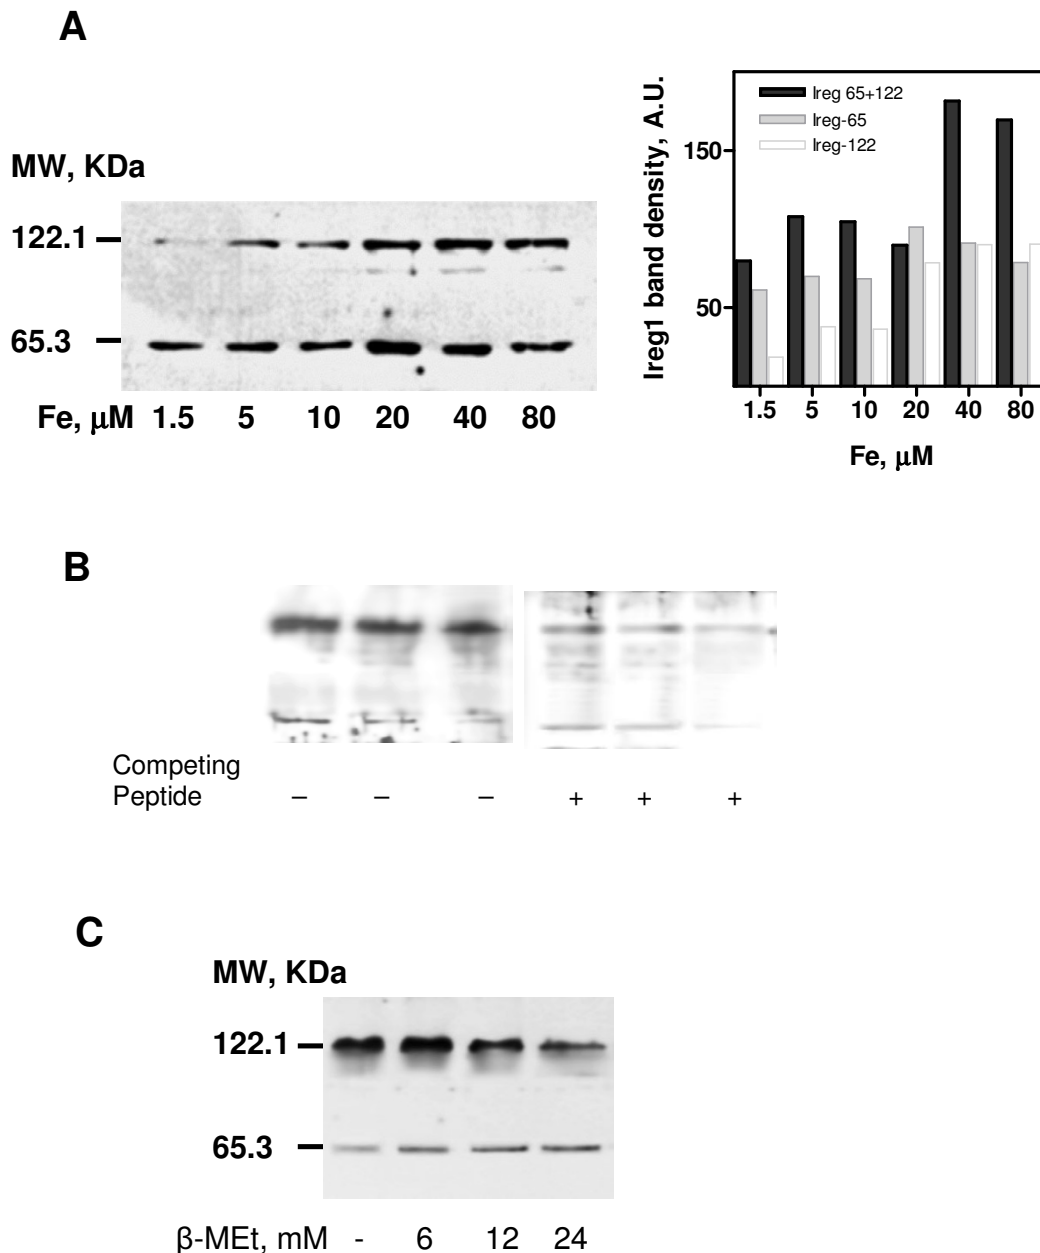 A
MW, KDa
122.1
65.3
Fe, μM 1.5 5 10 20 40 80
Ireg1 band density, A.U.
150
50
Ireg 65+122
Ireg-65
Ireg-122
1.5 5 10 20 40 80
Fe, μM
B
Competing
Peptide – – – + + +
C
MW, KDa
122.1
65.3
β-MEt, mM - 6 12 24